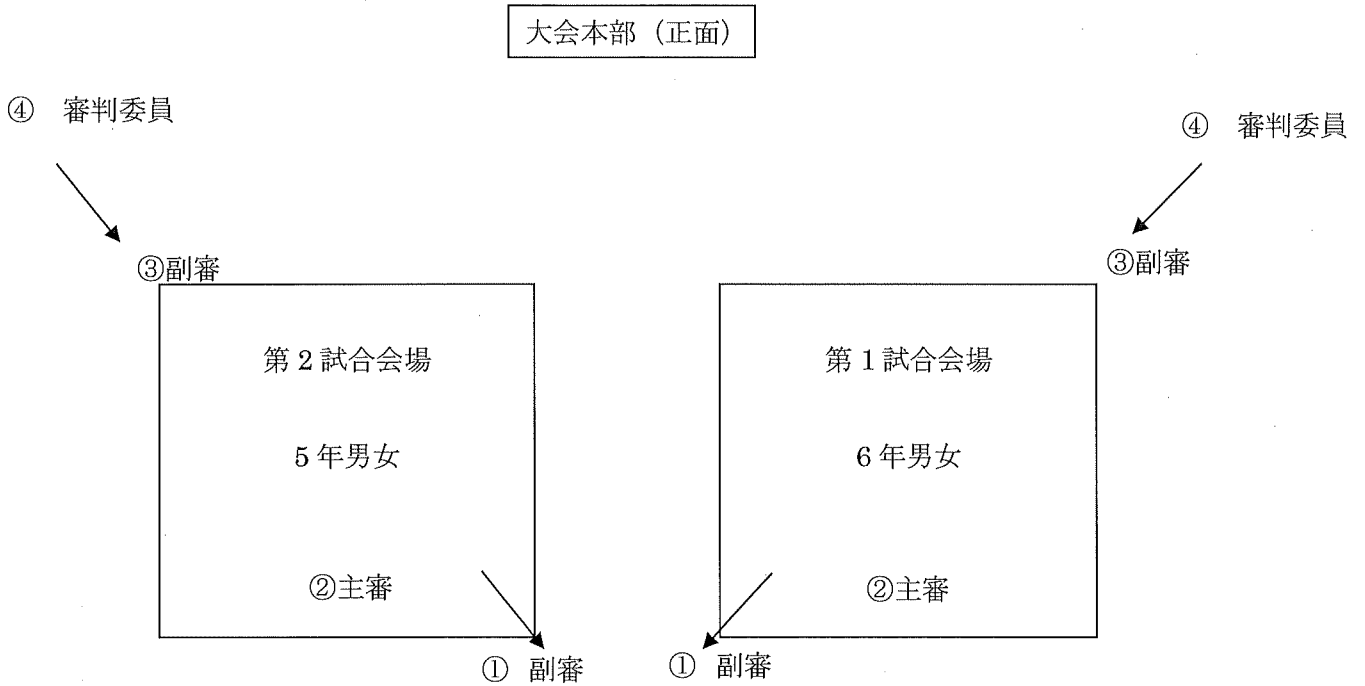 大会本部（正面）
④　審判委員
④　審判委員
③副審
③副審
第 2 試合会場
第 1 試合会場
5 年男女
6 年男女
②主審
②主審
①　副審
①　副審